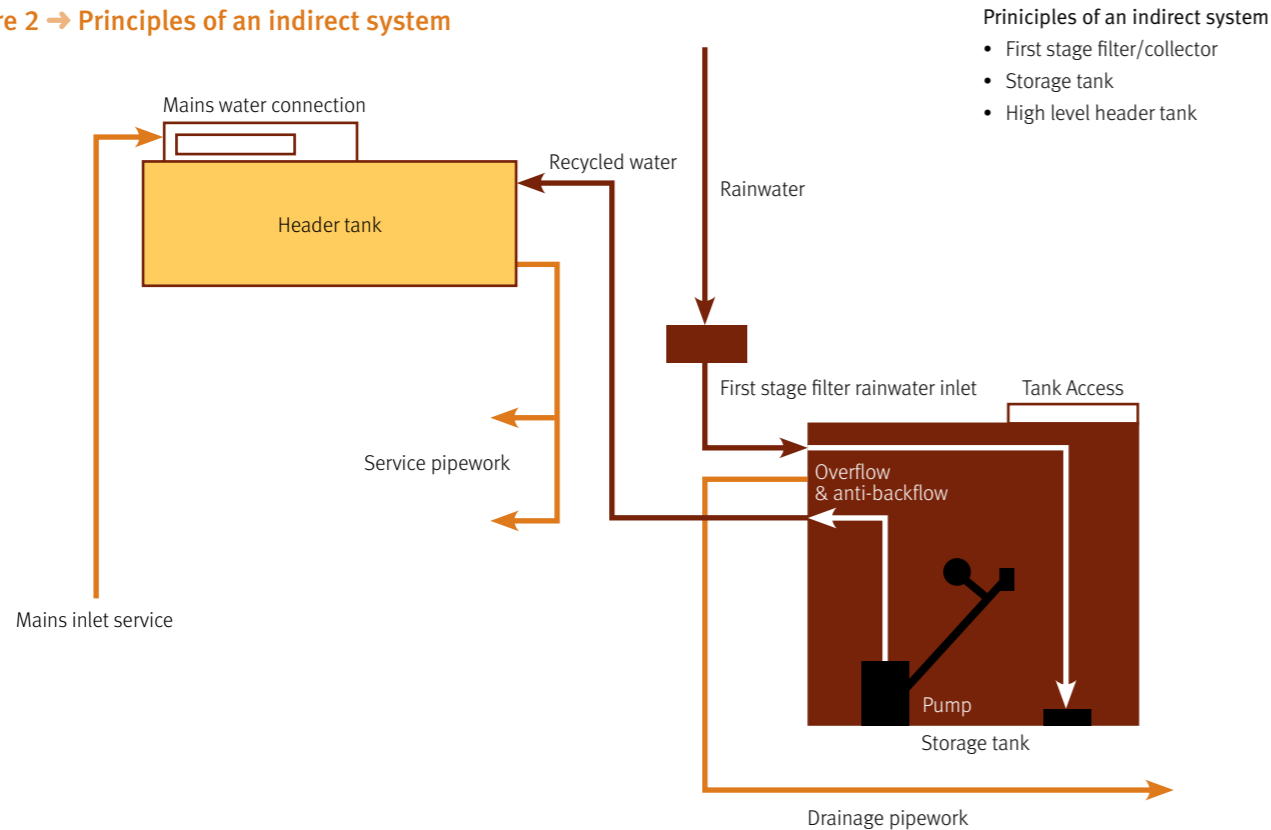 re 2 → Principles of an indirect system
Priniciples of an indirect system
• First stage filter/collector
• Storage tank
• High level header tank
Mains water connection
Recycled water
Rainwater
Header tank
First stage filter rainwater inlet
Tank Access
Service pipework
Overflow
& anti-backflow
Mains inlet service
Pump
Storage tank
Drainage pipework